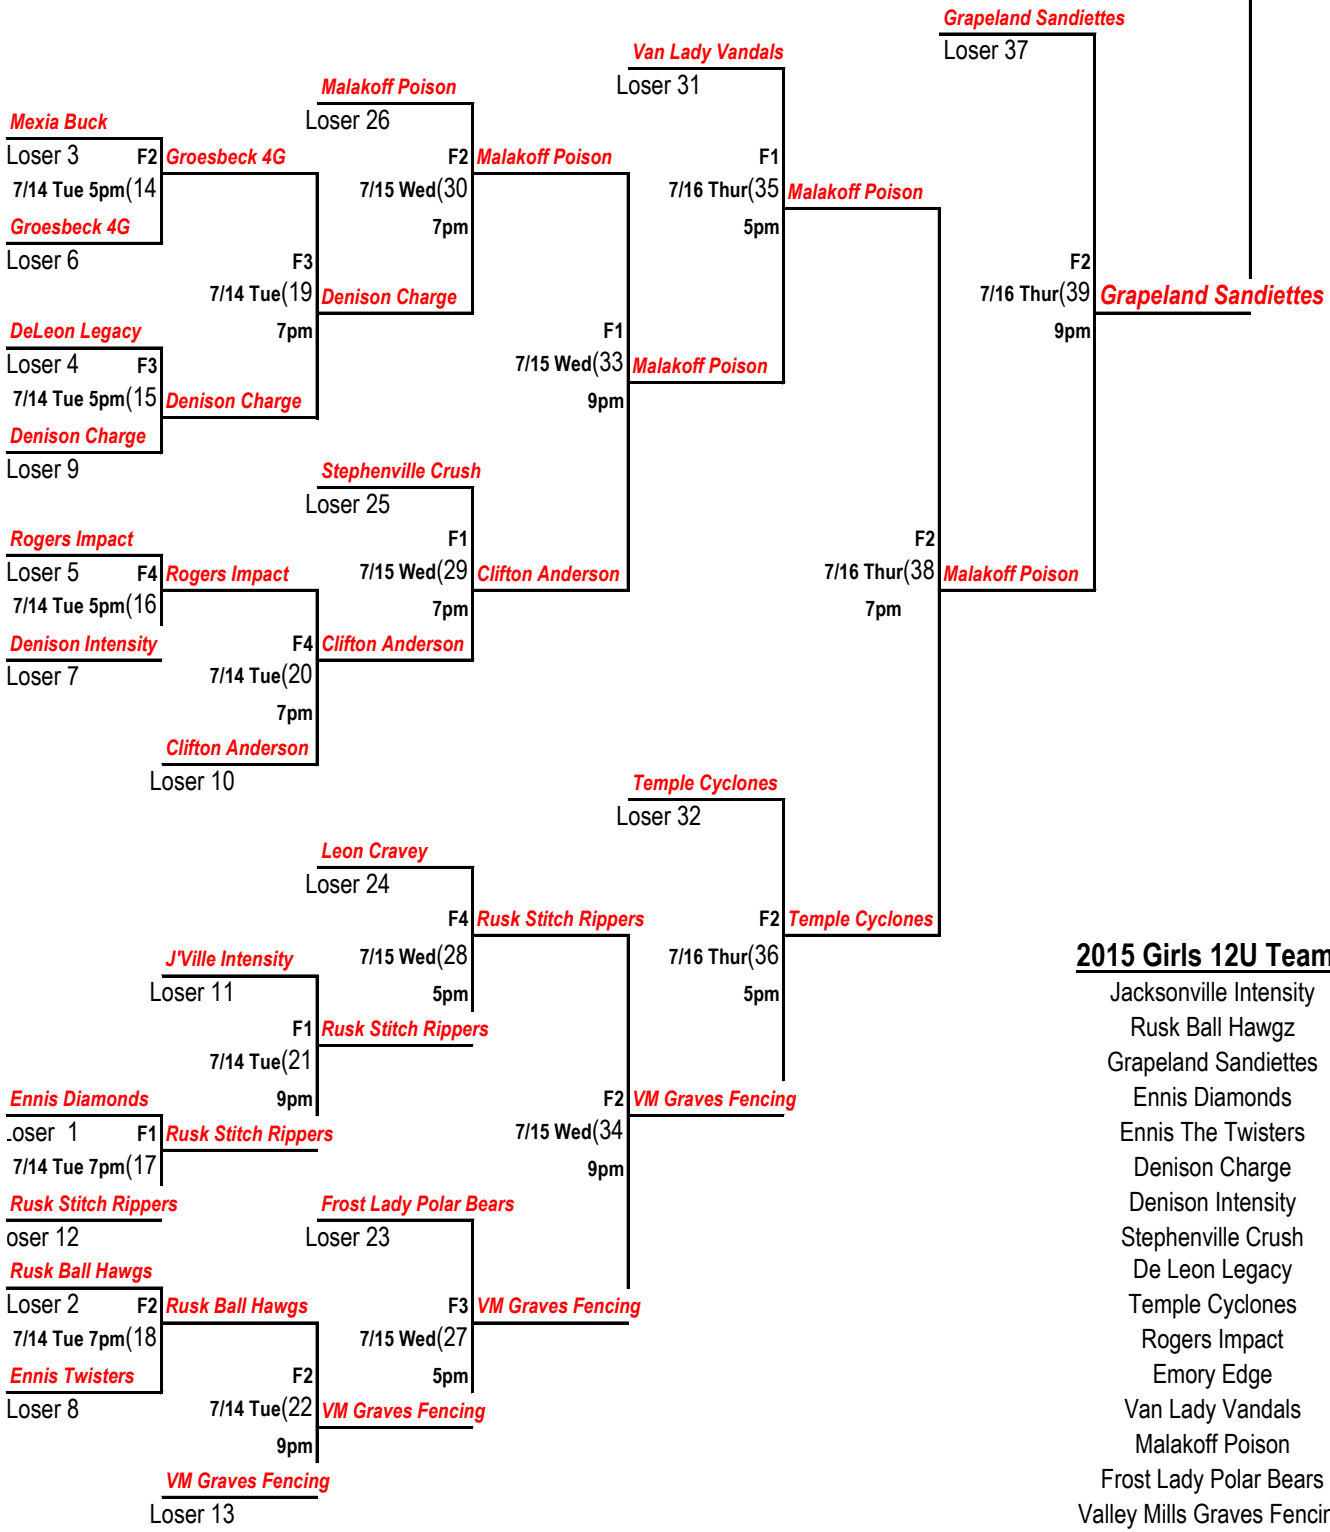 Grapeland Sandiettes
Loser 37
Van Lady Vandals
Loser 31
Malakoff Poison
Loser 26
Mexia Buck
Loser 3
F2
Groesbeck 4G
7/14 Tue 5pm(14
Groesbeck 4G
Loser 6
F2
Malakoff Poison
7/15 Wed(30
7pm
F1
7/16 Thur(35
Malakoff Poison
5pm
F3
7/14 Tue(19
Denison Charge
7pm
F2
7/16 Thur(39
Grapeland Sandiettes
9pm
DeLeon Legacy
Loser 4
F3
7/14 Tue 5pm(15
Denison Charge
Denison Charge
Loser 9
F1
7/15 Wed(33
Malakoff Poison
9pm
Stephenville Crush
Loser 25
Rogers Impact
Loser 5
F4
Rogers Impact
7/14 Tue 5pm(16
Denison Intensity
Loser 7
F1
7/15 Wed(29
Clifton Anderson
7pm
F2
7/16 Thur(38
Malakoff Poison
7pm
F4
Clifton Anderson
7/14 Tue(20
7pm
Clifton Anderson
Loser 10
Temple Cyclones
Loser 32
Leon Cravey
Loser 24
F4
Rusk Stitch Rippers
7/15 Wed(28
5pm
F2
Temple Cyclones
7/16 Thur(36
5pm
J'Ville Intensity
Loser 11
F1
Rusk Stitch Rippers
7/14 Tue(21
9pm
Ennis Diamonds
Loser 1
F1
Rusk Stitch Rippers
7/14 Tue 7pm(17
Rusk Stitch Rippers
oser 12
F2
VM Graves Fencing
7/15 Wed(34
9pm
Frost Lady Polar Bears
Loser 23
Rusk Ball Hawgs
Loser 2
F2
Rusk Ball Hawgs
7/14 Tue 7pm(18
Ennis Twisters
Loser 8
F3
VM Graves Fencing
7/15 Wed(27
5pm
F2
7/14 Tue(22
VM Graves Fencing
9pm
VM Graves Fencing
Loser 13
2015 Girls 12U Team
Jacksonville Intensity
Rusk Ball Hawgz
Grapeland Sandiettes
Ennis Diamonds
Ennis The Twisters
Denison Charge
Denison Intensity
Stephenville Crush
De Leon Legacy
Temple Cyclones
Rogers Impact
Emory Edge
Van Lady Vandals
Malakoff Poison
Frost Lady Polar Bears
Valley Mills Graves Fencin